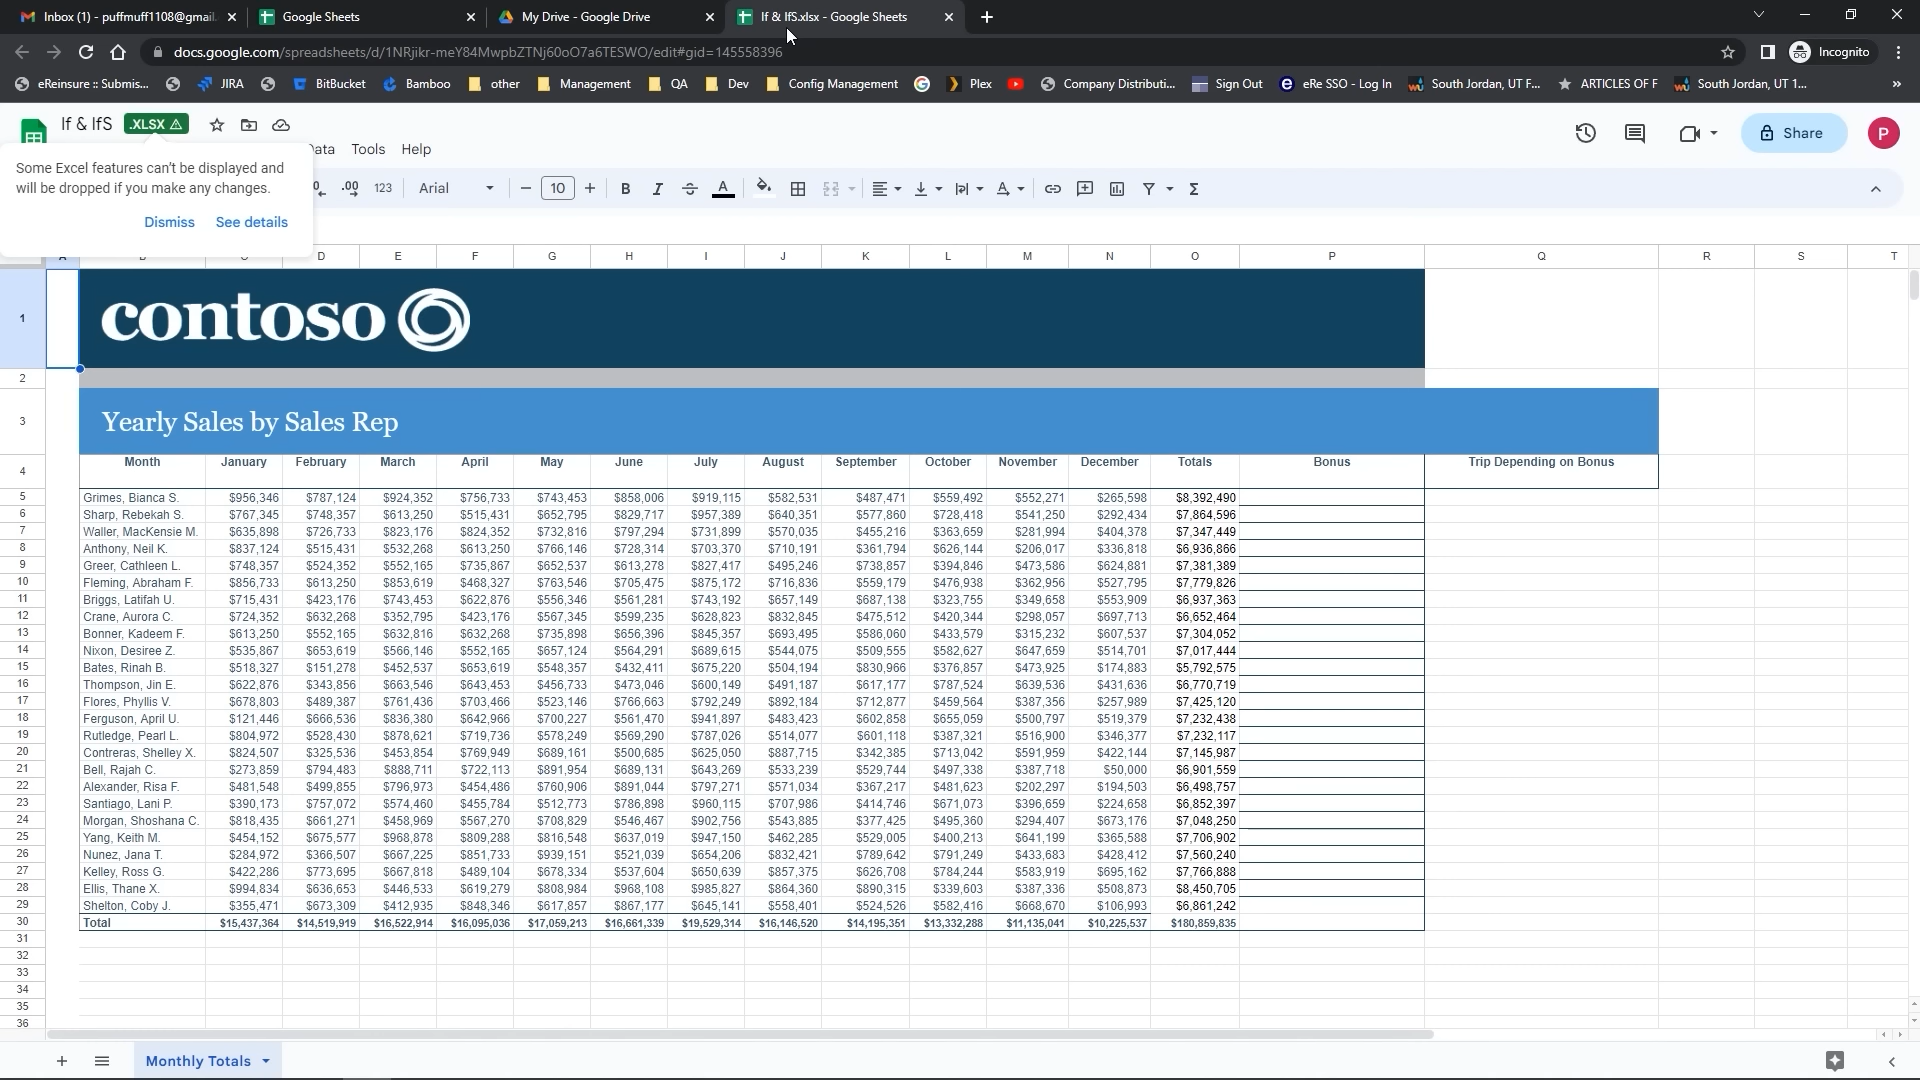 Inbox (1) - puffmuff1108@gmail.
Google Sheets
My Drive - Google Drive
If & IfS.xlsx - Google Sheets
docs.google.com/spreadsheets/d/1NRjikr-meY84MwpbZTNj60oO7a6TESWO/edit#gid=145558396
Incognito
eReinsure :: Submis... JIRA BitBucket Bamboo other Management QA Dev Config Management Plex Company Distributi... Sign Out eRe SSO - Log In South Jordan, UT F... ARTICLES OF F South Jordan, UT 1... »
If & IfS .XLSX
Share P
Data Tools Help
Some Excel features can't be displayed and
will be dropped if you make any changes.
Dismiss See details
.00 123 Arial 10 B I A Σ
D E F G H I J K L M N O P Q R S T
1 contoso
2
3 Yearly Sales by Sales Rep
4 Month January February March April May June July August September October November December Totals Bonus Trip Depending on Bonus
5 Grimes, Bianca S. $956,346 $787,124 $924,352 $756,733 $743,453 $858,006 $919,115 $582,531 $487,471 $559,492 $552,271 $265,598 $8,392,490
6 Sharp, Rebekah S. $767,345 $748,357 $613,250 $515,431 $652,795 $829,717 $957,389 $640,351 $577,860 $728,418 $541,250 $292,434 $7,864,596
7 Waller, MacKensie M. $635,898 $726,733 $823,176 $824,352 $732,816 $797,294 $731,899 $570,035 $455,216 $363,659 $281,994 $404,378 $7,347,449
8 Anthony, Neil K. $837,124 $515,431 $532,268 $613,250 $766,146 $728,314 $703,370 $710,191 $361,794 $626,144 $206,017 $336,818 $6,936,866
9 Greer, Cathleen L. $748,357 $524,352 $552,165 $735,867 $652,537 $613,278 $827,417 $495,246 $738,857 $394,846 $473,586 $624,881 $7,381,389
10 Fleming, Abraham F. $856,733 $613,250 $853,619 $468,327 $763,546 $705,475 $875,172 $716,836 $559,179 $476,938 $362,956 $527,795 $7,779,826
11 Briggs, Latifah U. $715,431 $423,176 $743,453 $622,876 $556,346 $561,281 $743,192 $657,149 $687,138 $323,755 $349,658 $553,909 $6,937,363
12 Crane, Aurora C. $724,352 $632,268 $352,795 $423,176 $567,345 $599,235 $628,823 $832,845 $475,512 $420,344 $298,057 $697,713 $6,652,464
13 Bonner, Kadeem F. $613,250 $552,165 $632,816 $632,268 $735,898 $656,396 $845,357 $693,495 $586,060 $433,579 $315,232 $607,537 $7,304,052
14 Nixon, Desiree Z. $535,867 $653,619 $566,146 $552,165 $657,124 $564,291 $689,615 $544,075 $509,555 $582,627 $647,659 $514,701 $7,017,444
15 Bates, Rinah B. $518,327 $151,278 $452,537 $653,619 $548,357 $432,411 $675,220 $504,194 $830,966 $376,857 $473,925 $174,883 $5,792,575
16 Thompson, Jin E. $622,876 $343,856 $663,546 $643,453 $456,733 $473,046 $600,149 $491,187 $617,177 $787,524 $639,536 $431,636 $6,770,719
17 Flores, Phyllis V. $678,803 $489,387 $761,436 $703,466 $523,146 $766,663 $792,249 $892,184 $712,877 $459,564 $387,356 $257,989 $7,425,120
18 Ferguson, April U. $121,446 $666,536 $836,380 $642,966 $700,227 $561,470 $941,897 $483,423 $602,858 $655,059 $500,797 $519,379 $7,232,438
19 Rutledge, Pearl L. $804,972 $528,430 $878,621 $719,736 $578,249 $569,290 $787,026 $514,077 $601,118 $387,321 $516,900 $346,377 $7,232,117
20 Contreras, Shelley X. $824,507 $325,536 $453,854 $769,949 $689,161 $500,685 $625,050 $887,715 $342,385 $713,042 $591,959 $422,144 $7,145,987
21 Bell, Rajah C. $273,859 $794,483 $888,711 $722,113 $891,954 $689,131 $643,269 $533,239 $529,744 $497,338 $387,718 $50,000 $6,901,559
22 Alexander, Risa F. $481,548 $499,855 $796,973 $454,486 $760,906 $891,044 $797,271 $571,034 $367,217 $481,623 $202,297 $194,503 $6,498,757
23 Santiago, Lani P. $390,173 $757,072 $574,460 $455,784 $512,773 $786,898 $960,115 $707,986 $414,746 $671,073 $396,659 $224,658 $6,852,397
24 Morgan, Shoshana C. $818,435 $661,271 $458,969 $567,270 $708,829 $546,467 $902,756 $543,885 $377,425 $495,360 $294,407 $673,176 $7,048,250
25 Yang, Keith M. $454,152 $675,577 $968,878 $809,288 $816,548 $637,019 $947,150 $462,285 $529,005 $400,213 $641,199 $365,588 $7,706,902
26 Nunez, Jana T. $284,972 $366,507 $667,225 $851,733 $939,151 $521,039 $654,206 $832,421 $789,642 $791,249 $433,683 $428,412 $7,560,240
27 Kelley, Ross G. $422,286 $773,695 $667,818 $489,104 $678,334 $537,604 $650,639 $857,375 $626,708 $784,244 $583,919 $695,162 $7,766,888
28 Ellis, Thane X. $994,834 $636,653 $446,533 $619,279 $808,984 $968,108 $985,827 $864,360 $890,315 $339,603 $387,336 $508,873 $8,450,705
29 Shelton, Coby J. $355,471 $673,309 $412,935 $848,346 $617,857 $867,177 $645,141 $558,401 $524,526 $582,416 $668,670 $106,993 $6,861,242
30 Total $15,437,364 $14,519,919 $16,522,914 $16,095,036 $17,059,213 $16,661,339 $19,529,314 $16,146,520 $14,195,351 $13,332,288 $11,135,041 $10,225,537 $180,859,835
31
32
33
34
35
36
Monthly Totals